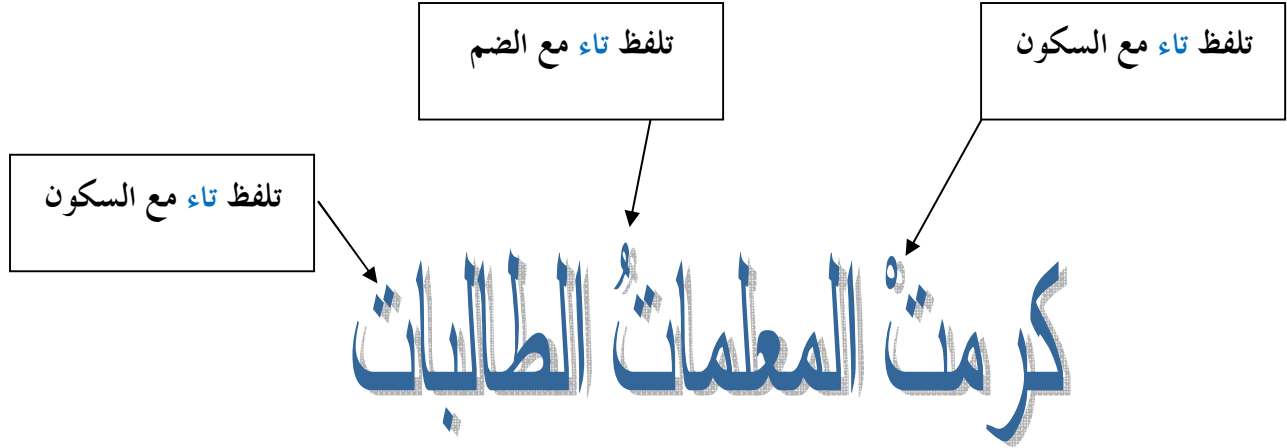 تلفظ تاء مع السكون
تلفظ تاء مع الضم
تلفظ تاء مع السكون
كرمتْ المعلماتُ الطالبات